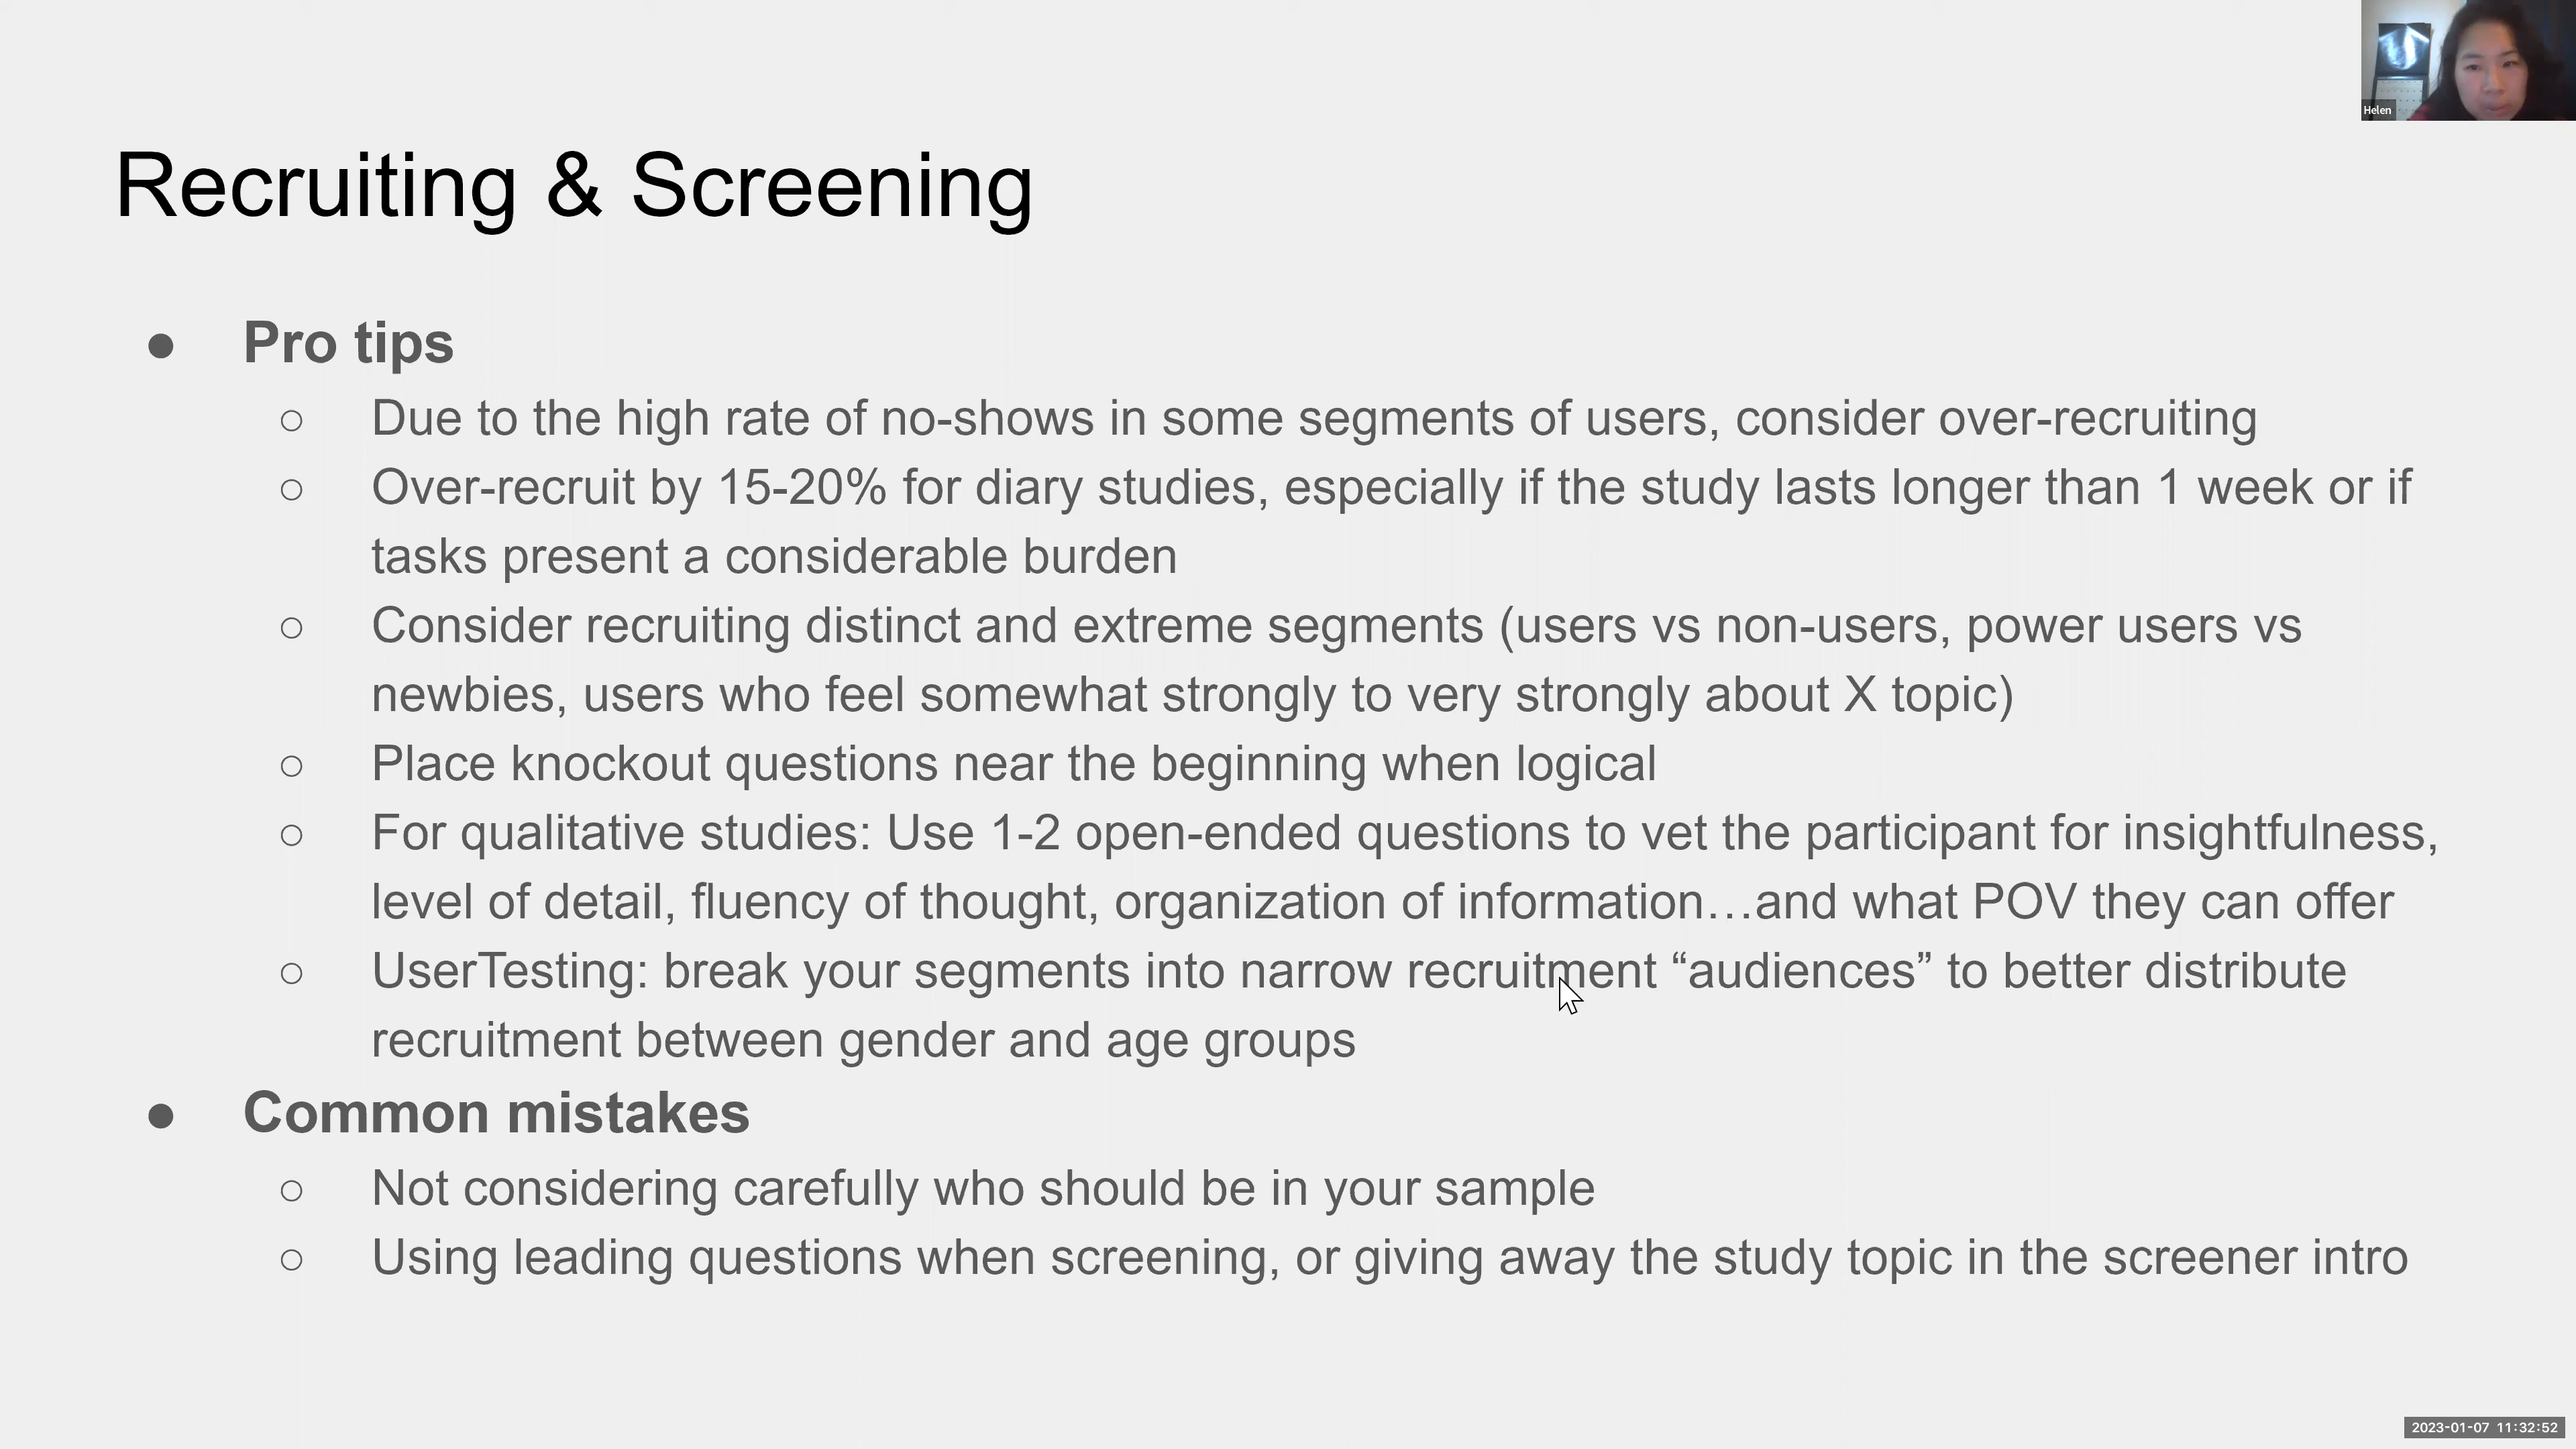 Helen
Recruiting & Screening
● Pro tips
○ Due to the high rate of no-shows in some segments of users, consider over-recruiting
○ Over-recruit by 15-20% for diary studies, especially if the study lasts longer than 1 week or if
tasks present a considerable burden
○ Consider recruiting distinct and extreme segments (users vs non-users, power users vs
newbies, users who feel somewhat strongly to very strongly about X topic)
○ Place knockout questions near the beginning when logical
○ For qualitative studies: Use 1-2 open-ended questions to vet the participant for insightfulness,
level of detail, fluency of thought, organization of information…and what POV they can offer
○ UserTesting: break your segments into narrow recruitment “audiences” to better distribute
recruitment between gender and age groups
● Common mistakes
○ Not considering carefully who should be in your sample
○ Using leading questions when screening, or giving away the study topic in the screener intro
2023-01-07 11:32:52